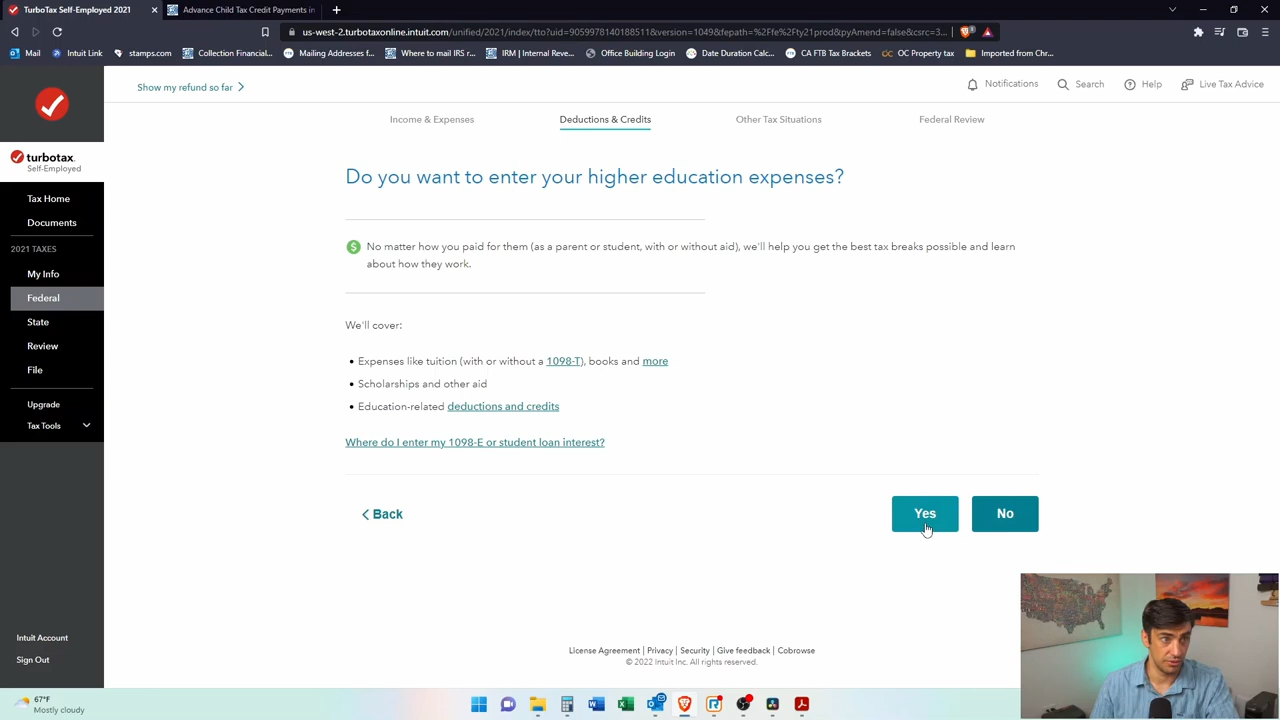 TurboTax Self-Employed 2021
Advance Child Tax Credit Payments in
us-west-2.turbotaxonline.intuit.com/unified/2021/index/tto?uid=9059978140188511&version=1049&fepath=%2Ffe%2Fty21prod&pyAmend=false&csrc=3...
Mail
Intuit Link
stamps.com
Collection Financial...
Mailing Addresses f...
Where to mail IRS r...
IRM | Internal Reve...
Office Building Login
Date Duration Calc...
CA FTB Tax Brackets
OC Property tax
Imported from Chr...
Show my refund so far
Notifications
Search
Help
Live Tax Advice
Income & Expenses
Deductions & Credits
Other Tax Situations
Federal Review
turbotax
Self-Employed
Tax Home
Documents
2021 TAXES
My Info
Federal
State
Review
File
Upgrade
Tax Tools
Intuit Account
Sign Out
Do you want to enter your higher education expenses?
No matter how you paid for them (as a parent or student, with or without aid), we'll help you get the best tax breaks possible and learn
about how they work.
We'll cover:
• Expenses like tuition (with or without a 1098-T), books and more
• Scholarships and other aid
• Education-related deductions and credits
Where do I enter my 1098-E or student loan interest?
Back
Yes
No
License Agreement | Privacy | Security | Give feedback | Cobrowse
© 2022 Intuit Inc. All rights reserved.
67°F
Mostly cloudy